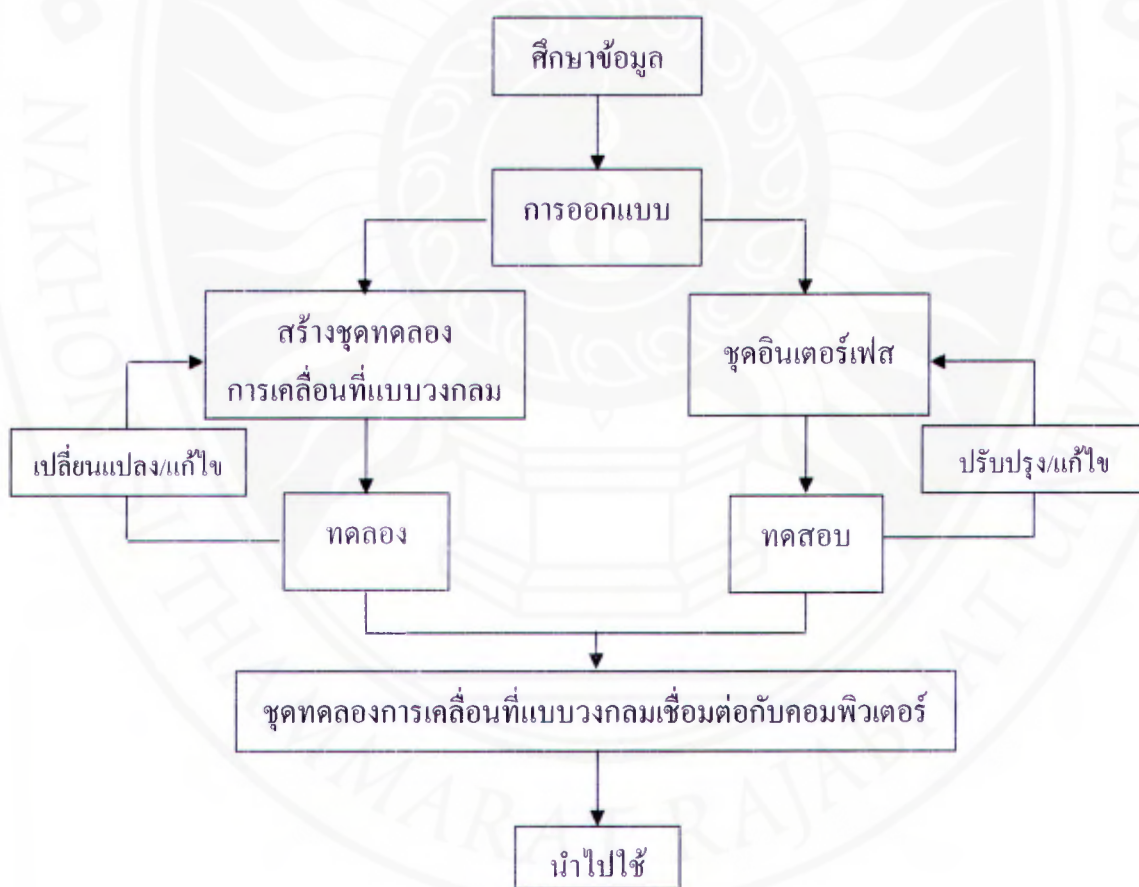 ศึกษาข้อมูล
การออกแบบ
สร้างชุดทดลอง
การเคลื่อนที่แบบวงกลม
ชุดอินเตอร์เฟส
เปลี่ยนแปลง/แก้ไข
ปรับปรุง/แก้ไข
ทดลอง
ทดสอบ
ชุดทดลองการเคลื่อนที่แบบวงกลมเชื่อมต่อกับคอมพิวเตอร์
นำไปใช้
NAKHON SI THAMMARAT RAJABHAT UNIVERSITY